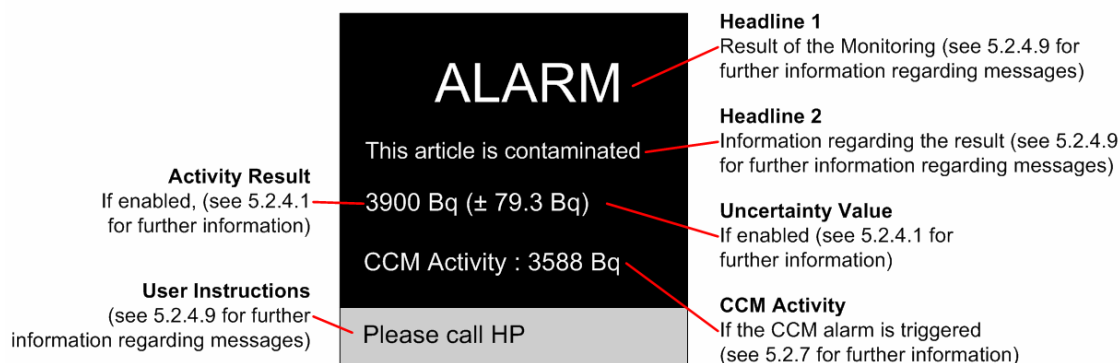 Headline 1
Result of the Monitoring (see 5.2.4.9 for
further information regarding messages)
ALARM
Headline 2
Information regarding the result (see 5.2.4.9
for further information regarding messages)
This article is contaminated
Activity Result
If enabled, (see 5.2.4.1
for further information)
3900 Bq (± 79.3 Bq)
Uncertainty Value
If enabled (see 5.2.4.1 for
further information)
CCM Activity : 3588 Bq
User Instructions
(see 5.2.4.9 for further
information regarding messages)
Please call HP
CCM Activity
If the CCM alarm is triggered
(see 5.2.7 for further information)